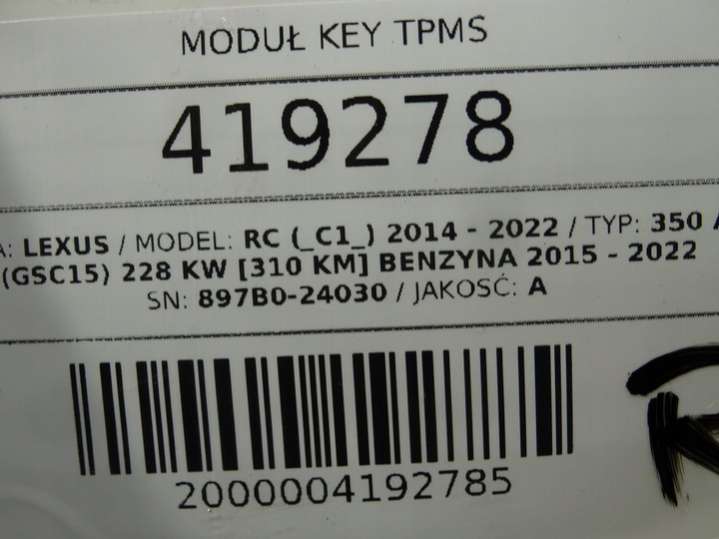 MODUŁ KEY TPMS
419278
A: LEXUS / MODEL: RC (_C1_) 2014 - 2022 / TYP: 350 A
(GSC15) 228 KW [310 KM] BENZYNA 2015 - 2022
SN: 897B0-24030 / JAKOSĆ: A
2000004192785